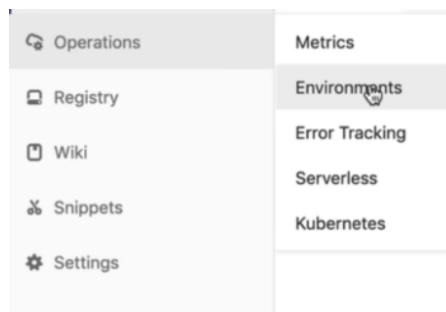 Operations
Registry
Wiki
Snippets
Settings
Metrics
Environments
Error Tracking
Serverless
Kubernetes